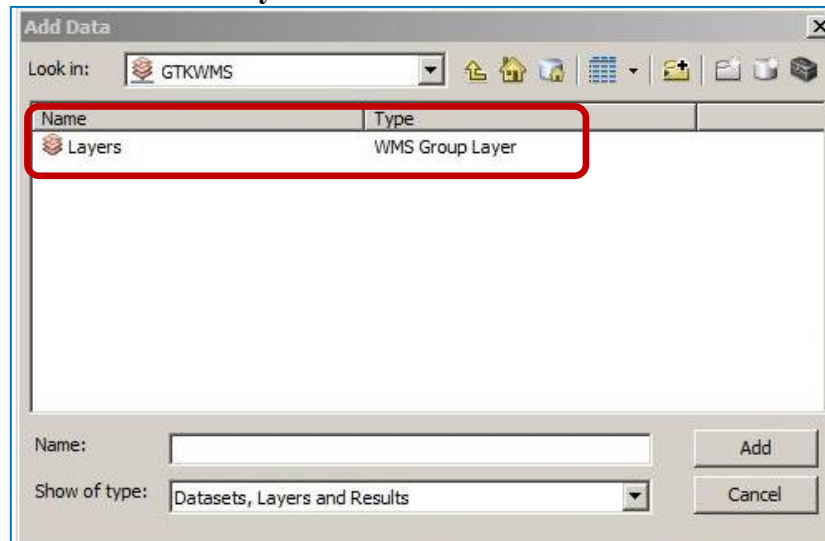 Add Data
Look in: GTKWMS
Name Type
Layers WMS Group Layer
Name: Add
Show of type: Datasets, Layers and Results Cancel